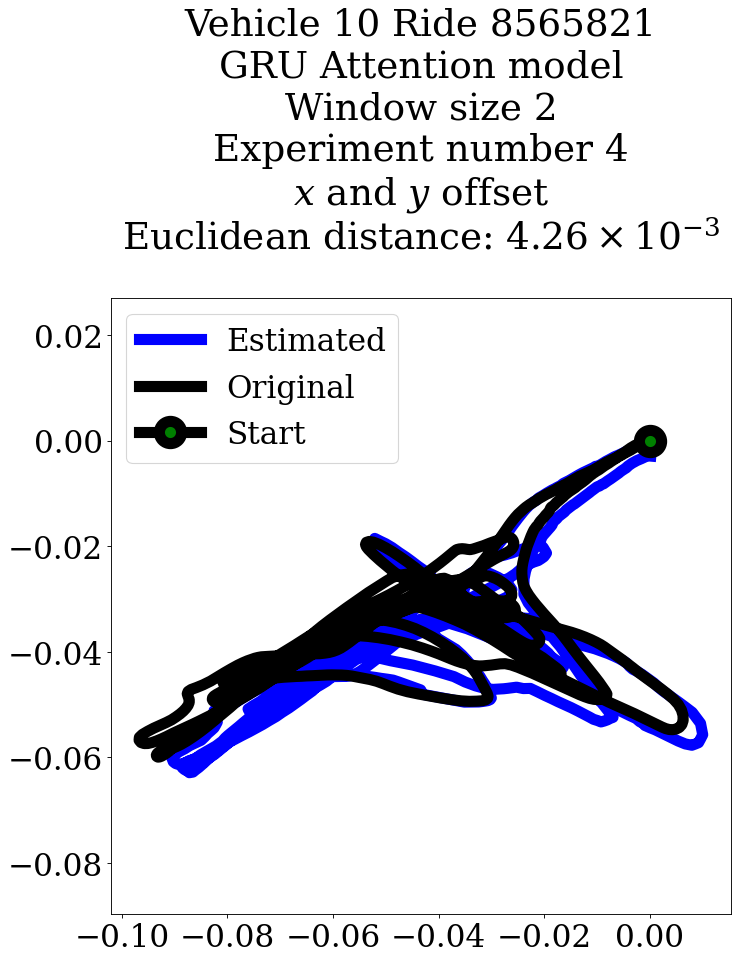 Vehicle 10 Ride 8565821
GRU Attention model
Window size 2
Experiment number 4
x and y offset
Euclidean distance: 4.26 × 10⁻³
Estimated
Original
Start
0.02
0.00
−0.02
−0.04
−0.06
−0.08
−0.10 −0.08 −0.06 −0.04 −0.02 0.00